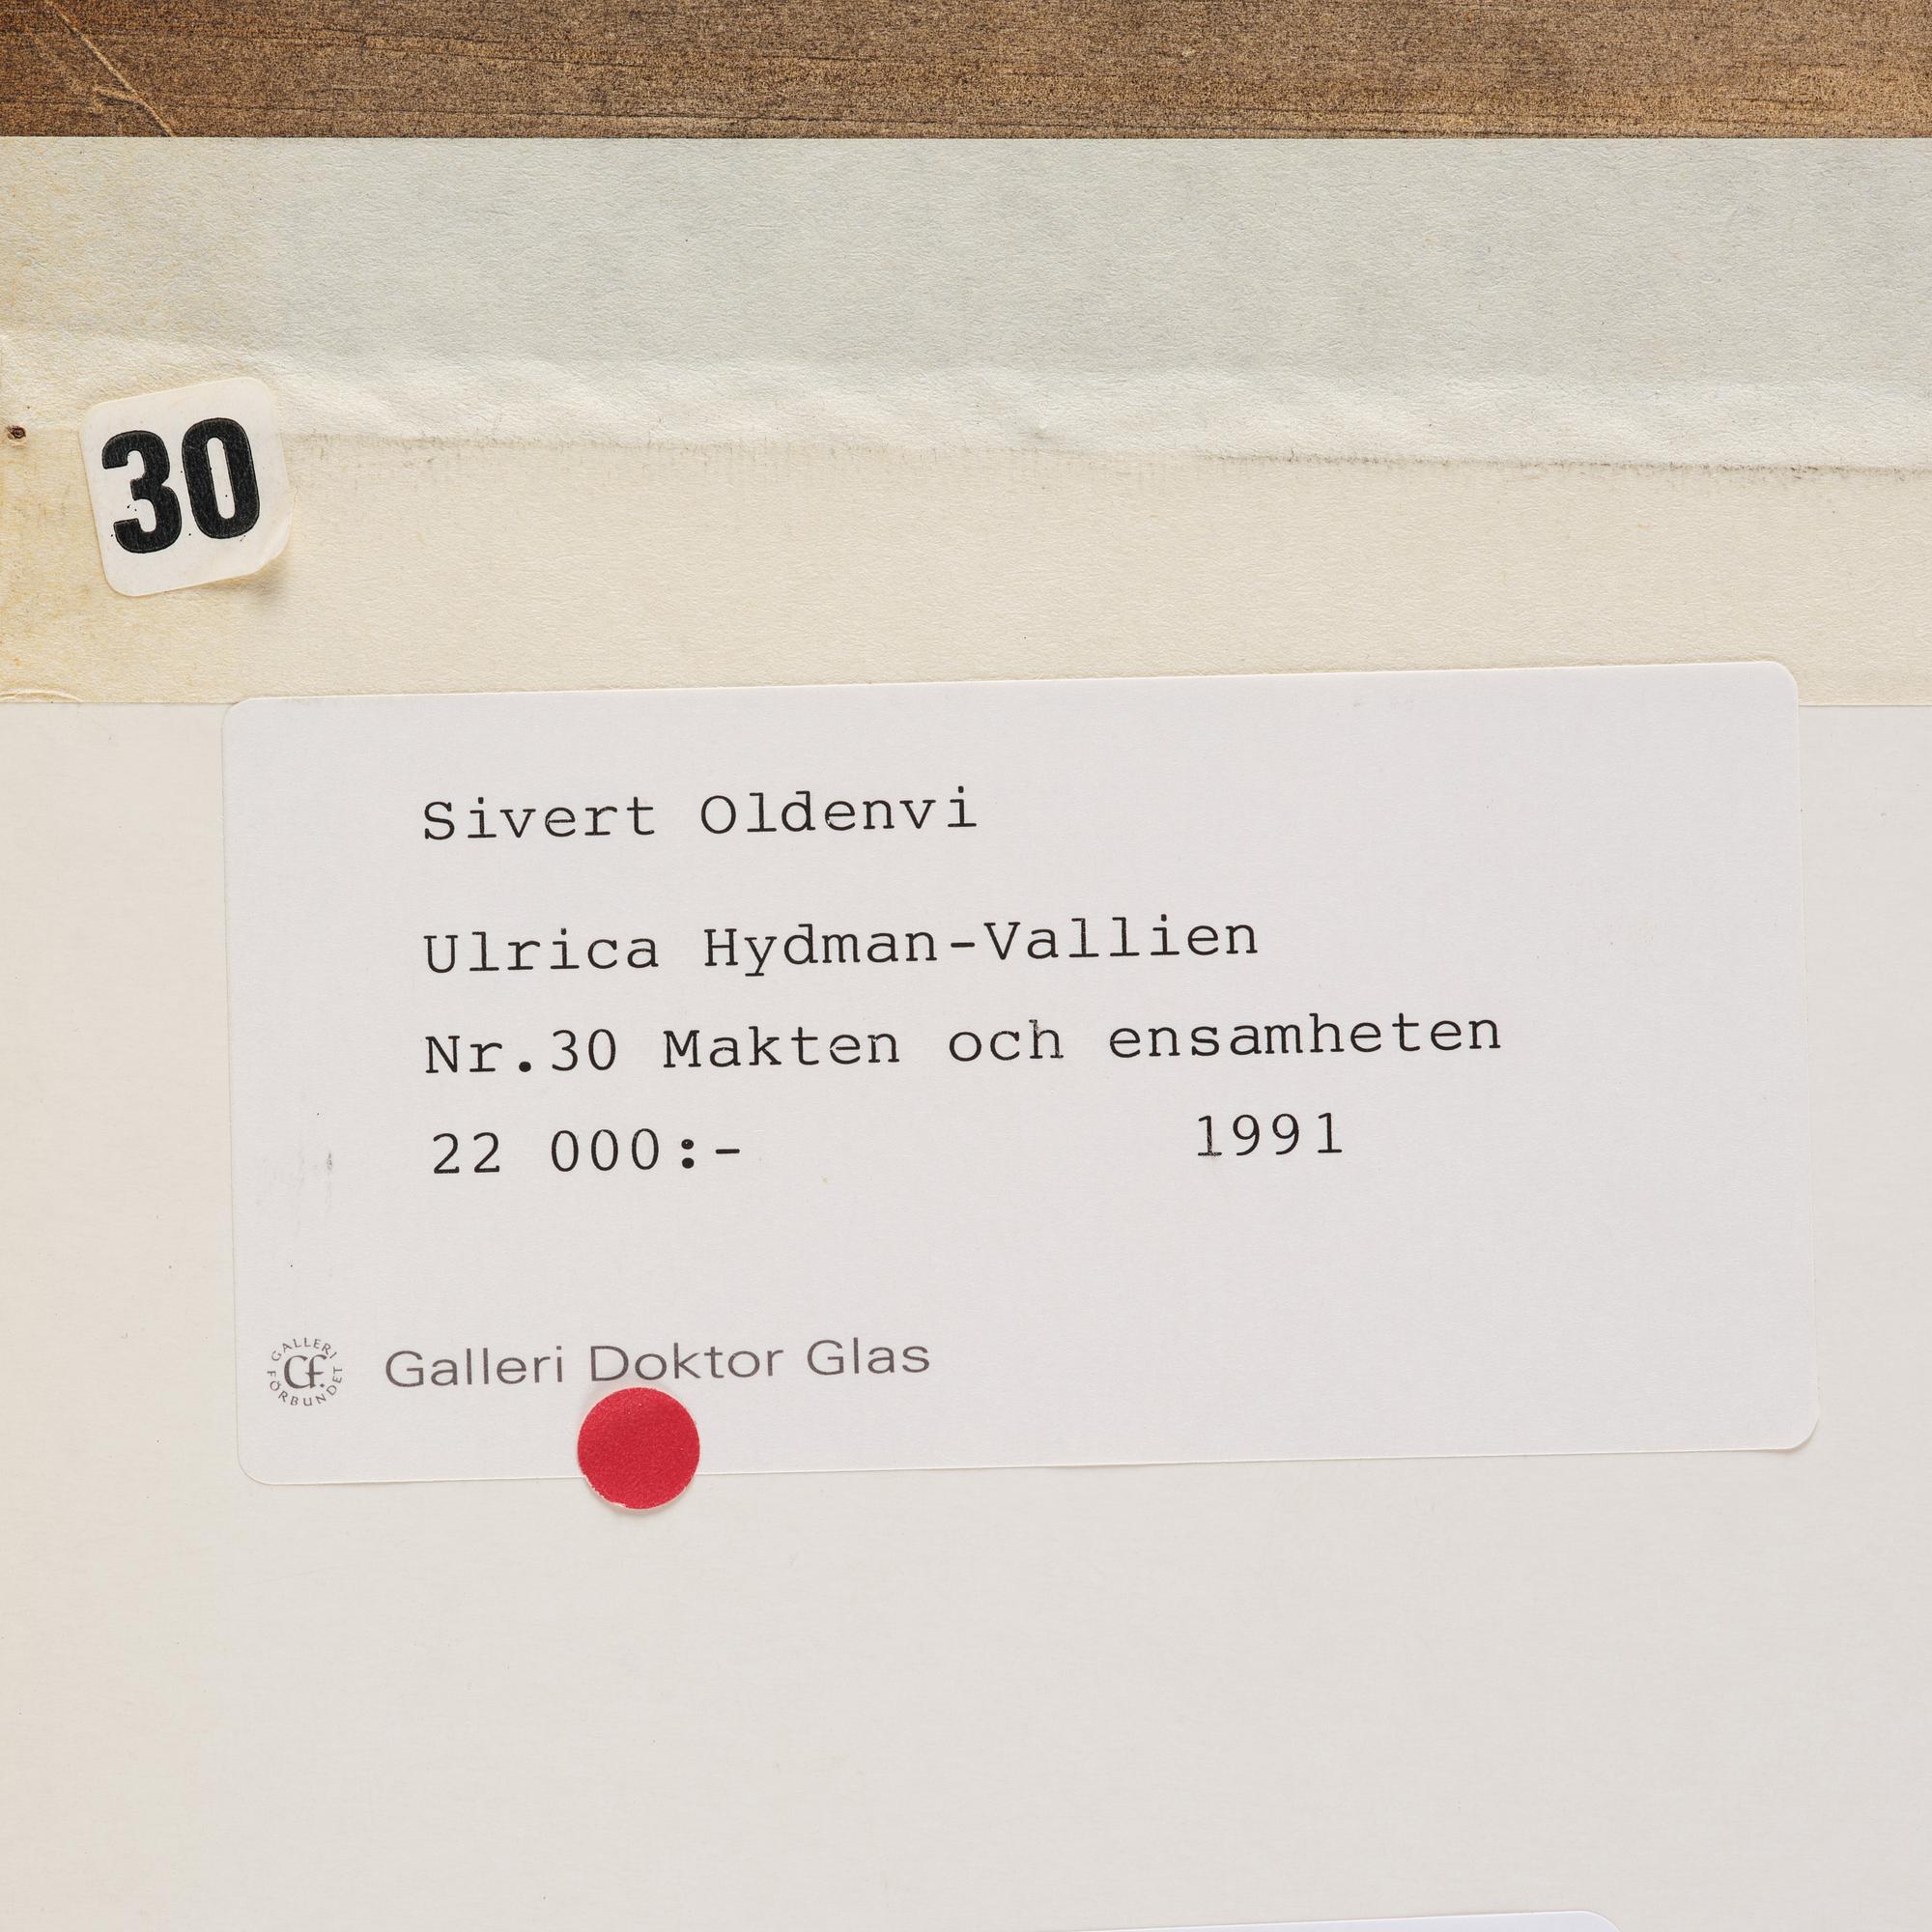 30
Sivert Oldenvi
Ulrica Hydman-Vallien
Nr.30 Makten och ensamheten
22 000:- 1991
GALLERI FÖRBUNDET
GF
Galleri Doktor Glas